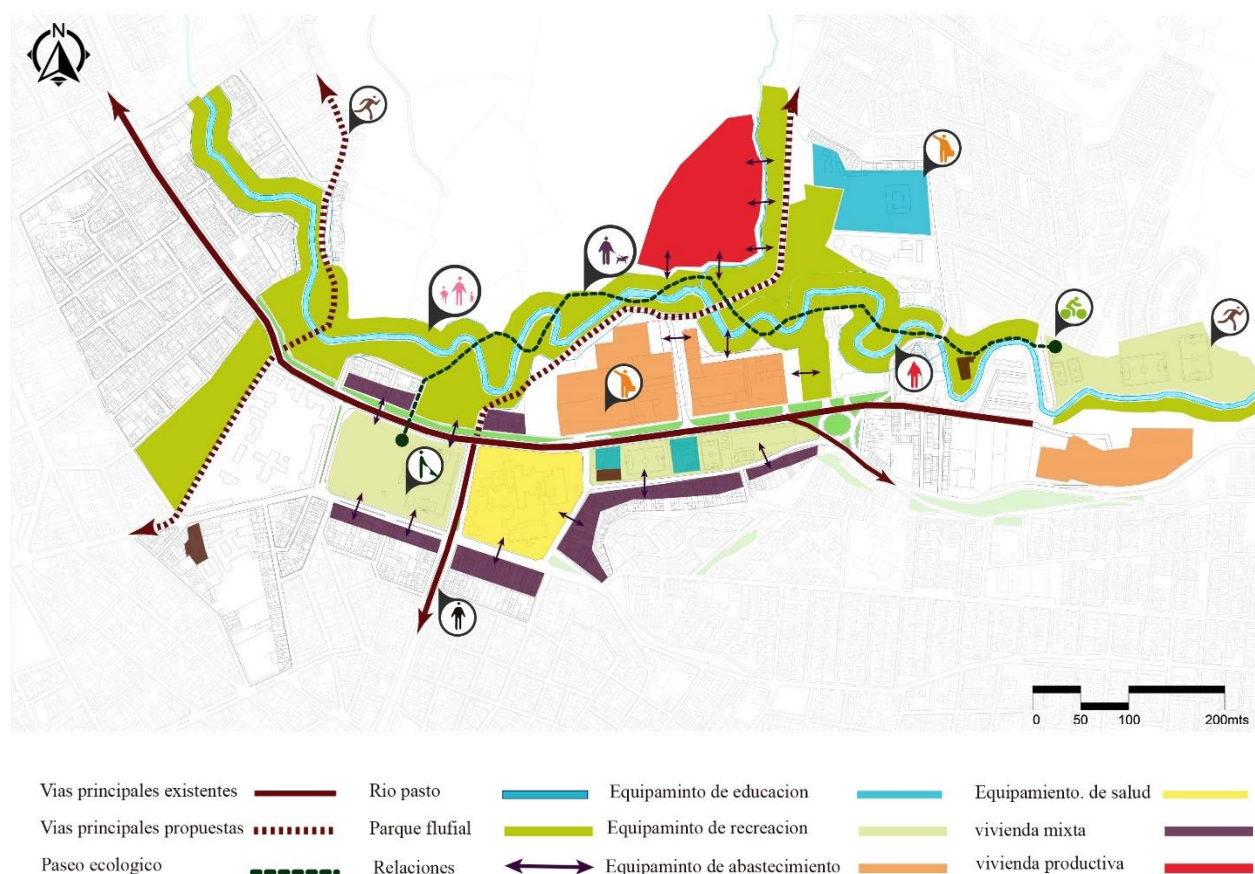 N
0 50 100 200mts
Vias principales existentes
Rio pasto
Equipaminto de educacion
Equipamiento. de salud
Vias principales propuestas
Parque flufial
Equipaminto de recreacion
vivienda mixta
Paseo ecologico
Relaciones
Equipaminto de abastecimiento
vivienda productiva